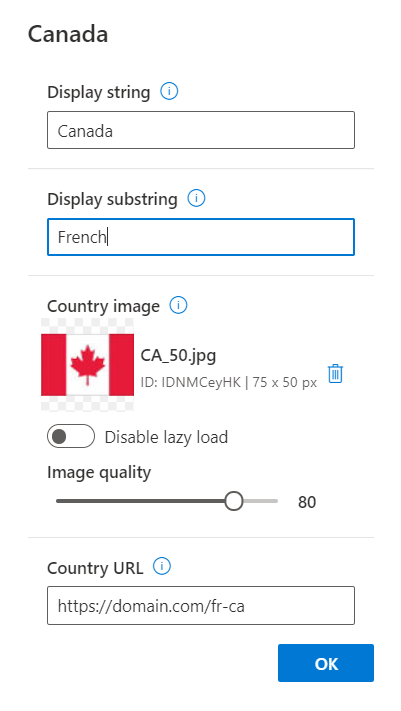 Canada
Display string
Canada
Display substring
French
Country image
CA_50.jpg
ID: IDNMCeyHK | 75 x 50 px
Disable lazy load
Image quality
80
Country URL
https://domain.com/fr-ca
OK